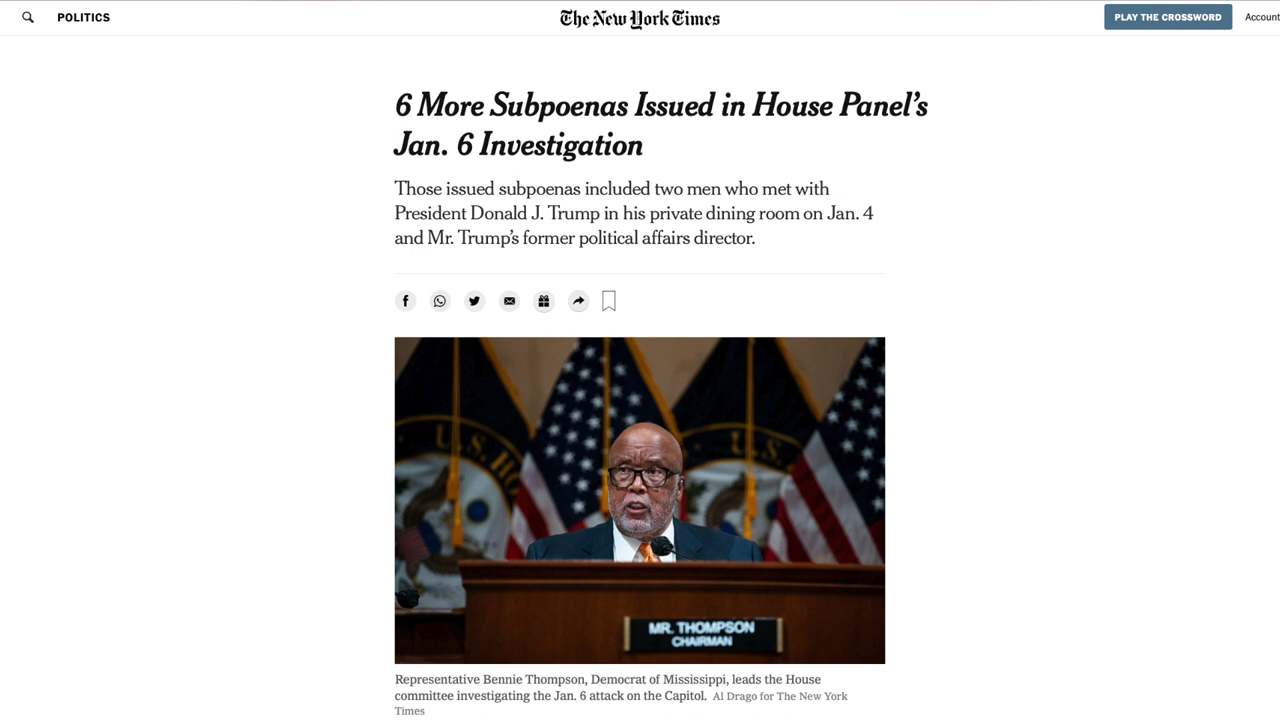 POLITICS
The New York Times
PLAY THE CROSSWORD
Account
6 More Subpoenas Issued in House Panel’s
Jan. 6 Investigation
Those issued subpoenas included two men who met with
President Donald J. Trump in his private dining room on Jan. 4
and Mr. Trump’s former political affairs director.
U.S. HO
U.S.
MR. THOMPSON
CHAIRMAN
Representative Bennie Thompson, Democrat of Mississippi, leads the House
committee investigating the Jan. 6 attack on the Capitol. Al Drago for The New York
Times